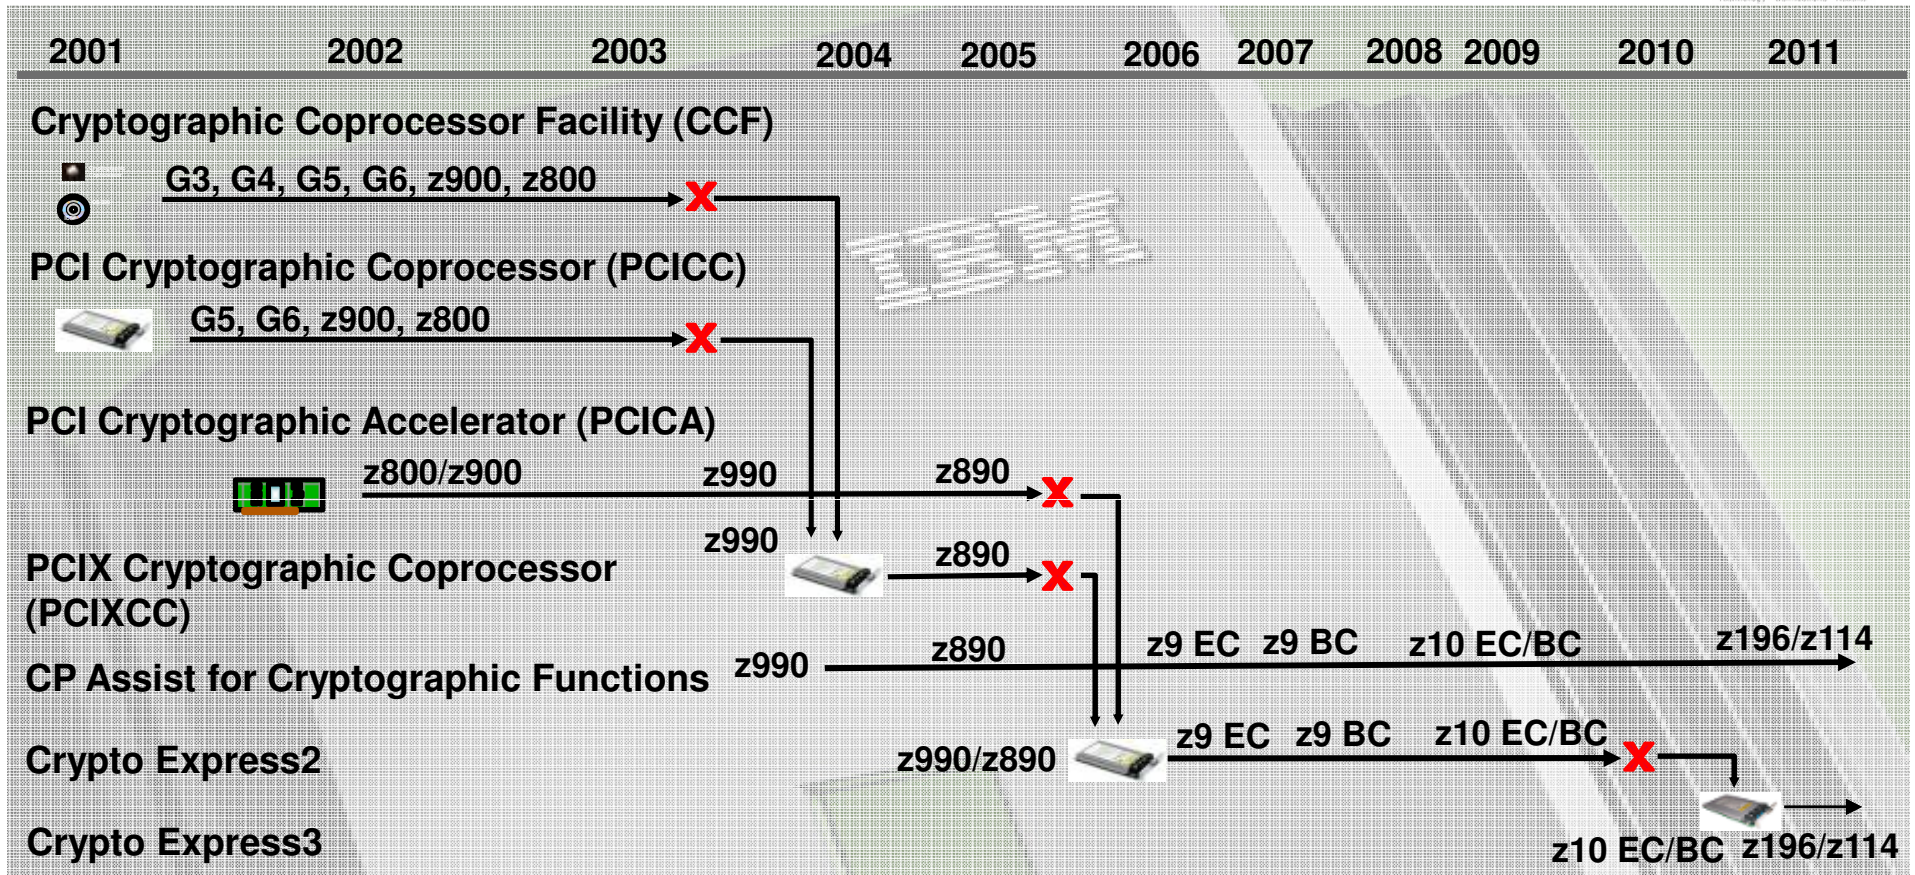 2001 2002 2003 2004 2005 2006 2007 2008 2009 2010 2011
Cryptographic Coprocessor Facility (CCF)
G3, G4, G5, G6, z900, z800
X
IBM
PCI Cryptographic Coprocessor (PCICC)
G5, G6, z900, z800
X
PCI Cryptographic Accelerator (PCICA)
z800/z900 z990 z890
X
z990 z890
X
PCIX Cryptographic Coprocessor
(PCIXCC)
z990 z890 z9 EC z9 BC z10 EC/BC z196/z114
CP Assist for Cryptographic Functions
z9 EC z9 BC z10 EC/BC
Crypto Express2 z990/z890 X
Crypto Express3
z10 EC/BC z196/z114